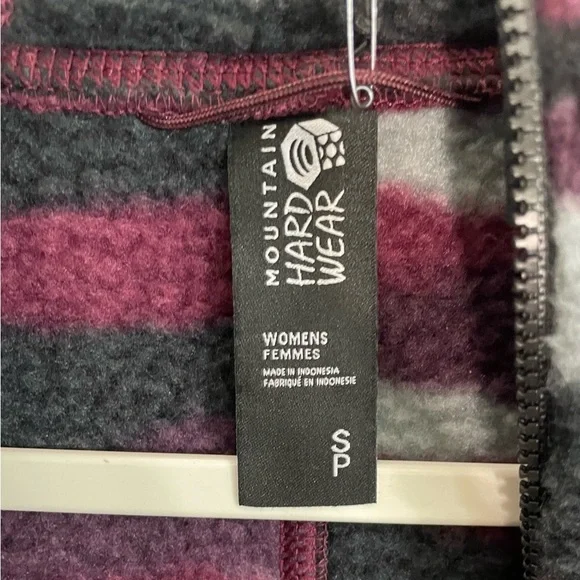 MOUNTAIN
HARD
WEAR
WOMENS
FEMMES
MADE IN INDONESIA
FABRIQUÉ EN INDONESIE
S
P